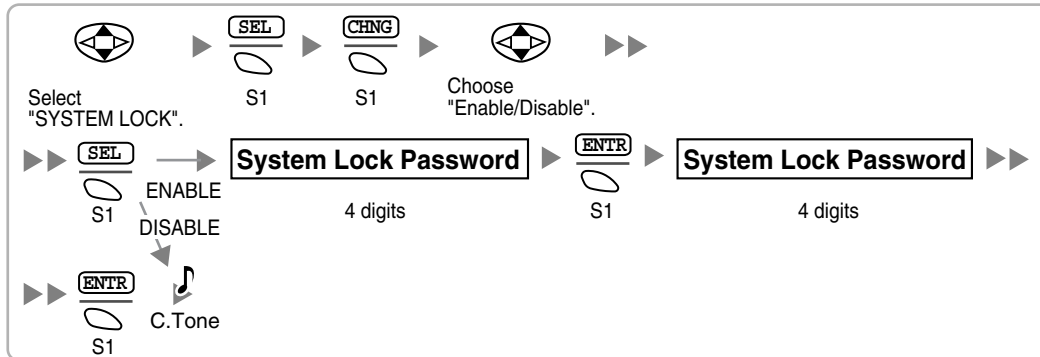 SEL CHNG
S1 S1
Select
"SYSTEM LOCK".
Choose
"Enable/Disable".
SEL
S1
ENABLE
DISABLE
System Lock Password
4 digits
ENTR
S1
System Lock Password
4 digits
ENTR
S1
C.Tone